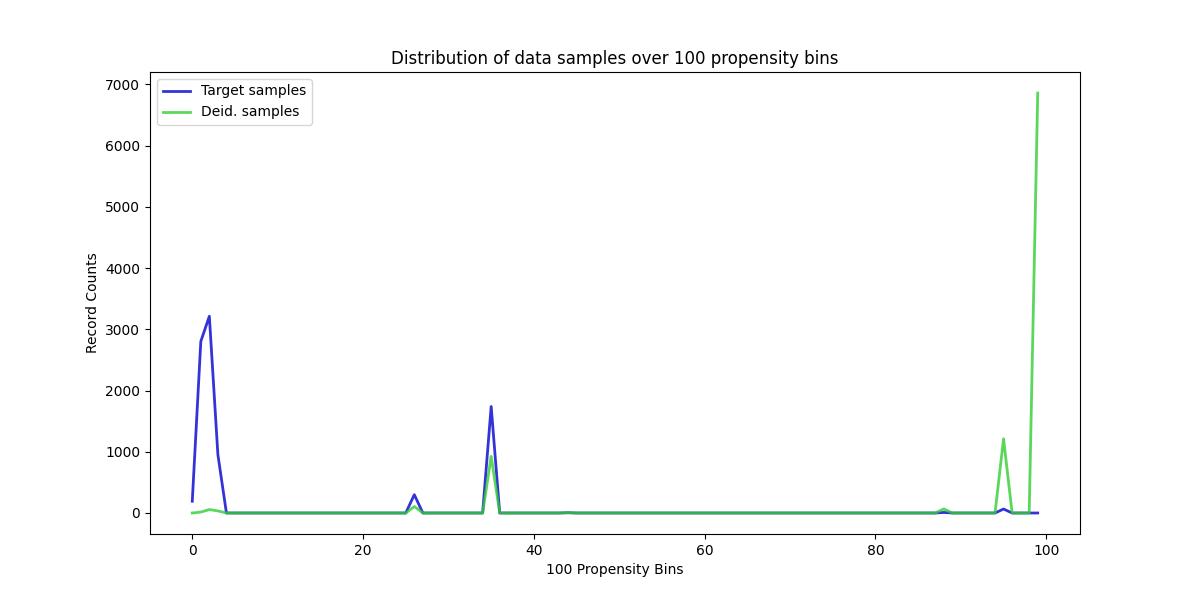 Distribution of data samples over 100 propensity bins
Target samples
Deid. samples
7000
6000
5000
4000
3000
2000
1000
0
Record Counts
0 20 40 60 80 100
100 Propensity Bins